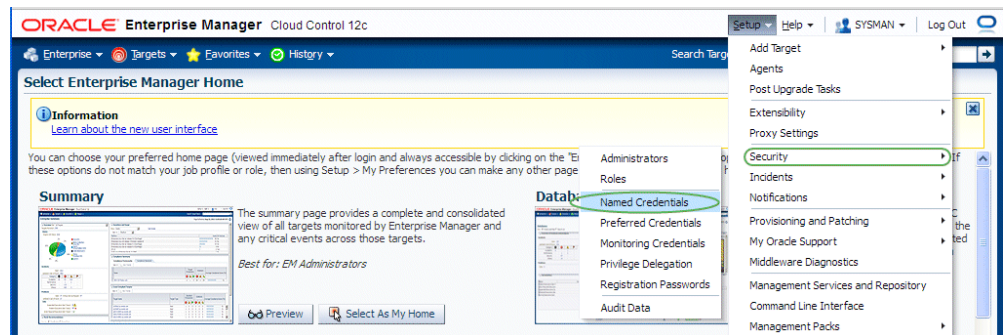 ORACLE Enterprise Manager Cloud Control 12c
Setup Help SYSMAN Log Out
Enterprise Targets Favorites History Search Targ
Select Enterprise Manager Home
Information
Learn about the new user interface
You can choose your preferred home page (viewed immediately after login and always accessible by clicking on the "E
these options do not match your job profile or role, then using Setup > My Preferences you can make any other page
Summary
The summary page provides a complete and consolidated
view of all targets monitored by Enterprise Manager and
any critical events across those targets.
Best for: EM Administrators
Preview
Select As My Home
Datab
Administrators
Roles
Named Credentials
Preferred Credentials
Monitoring Credentials
Privilege Delegation
Registration Passwords
Audit Data
Add Target
Agents
Post Upgrade Tasks
Extensibility
Proxy Settings
Security
Incidents
Notifications
Provisioning and Patching
My Oracle Support
Middleware Diagnostics
Management Services and Repository
Command Line Interface
Management Packs
If
C
the
ted